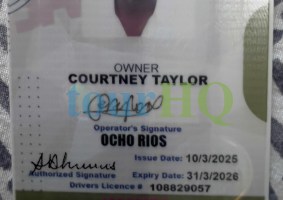 OWNER
COURTNEY TAYLOR
tourHQ
Operator's Signature
OCHO RIOS
Issue Date: 10/3/2025
Authorized Signature
Expiry Date: 31/3/2026
Drivers Licence # 108829057